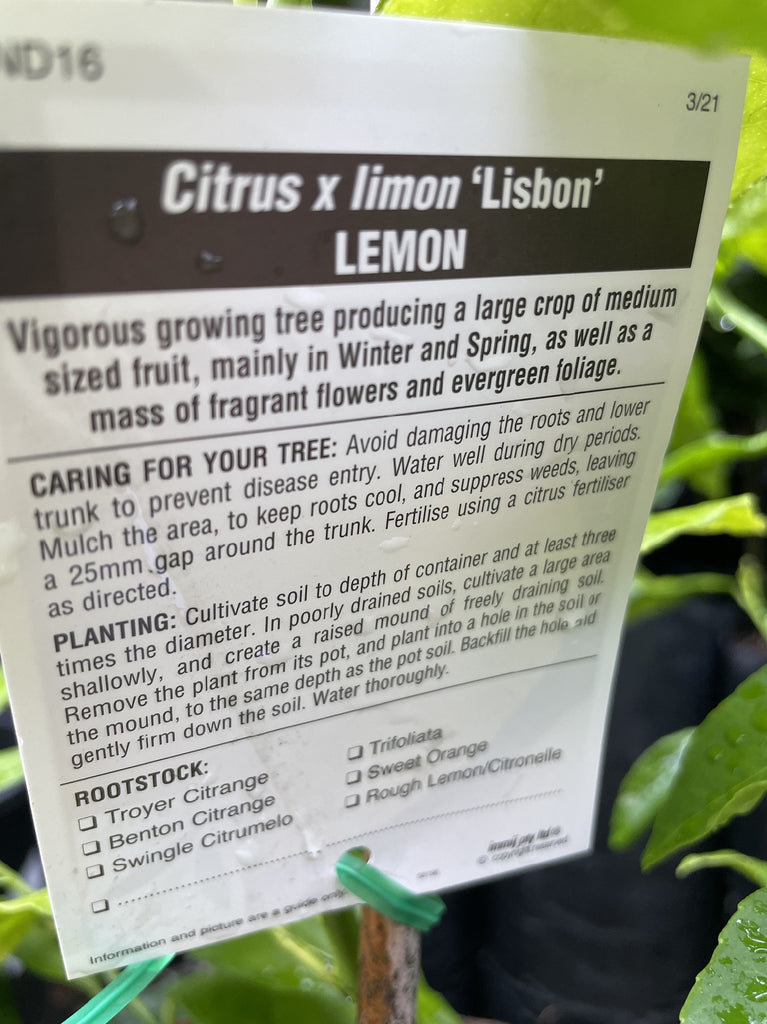 ND16
3/21
Citrus x limon ‘Lisbon’
LEMON
Vigorous growing tree producing a large crop of medium
sized fruit, mainly in Winter and Spring, as well as a
mass of fragrant flowers and evergreen foliage.
CARING FOR YOUR TREE: Avoid damaging the roots and lower
trunk to prevent disease entry. Water well during dry periods.
Mulch the area, to keep roots cool, and suppress weeds, leaving
a 25mm gap around the trunk. Fertilise using a citrus fertiliser
as directed.
PLANTING: Cultivate soil to depth of container and at least three
times the diameter. In poorly drained soils, cultivate a large area
shallowly, and create a raised mound of freely draining soil.
Remove the plant from its pot, and plant into a hole in the soil or
the mound, to the same depth as the pot soil. Backfill the hole and
gently firm down the soil. Water thoroughly.
ROOTSTOCK:
❑ Troyer Citrange
❑ Benton Citrange
❑ Swingle Citrumelo
❑ Trifoliata
❑ Sweet Orange
❑ Rough Lemon/Citronelle
❑ ....................
pty ltd ©
© copyright reserved
Information and picture are a guide only.